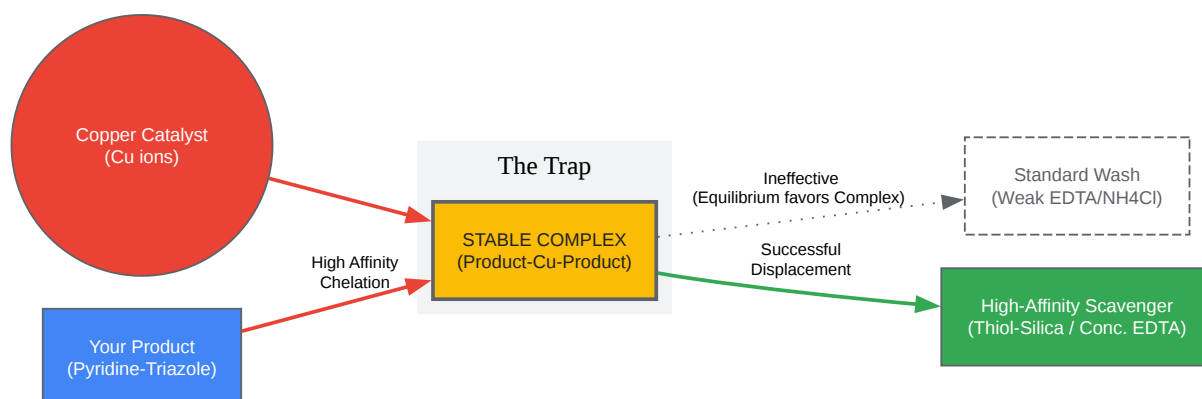 Copper Catalyst
(Cu ions)
Your Product
(Pyridine-Triazole)
High Affinity
Chelation
The Trap
STABLE COMPLEX
(Product-Cu-Product)
Ineffective
(Equilibrium favors Complex)
Successful
Displacement
Standard Wash
(Weak EDTA/NH4Cl)
High-Affinity Scavenger
(Thiol-Silica / Conc. EDTA)